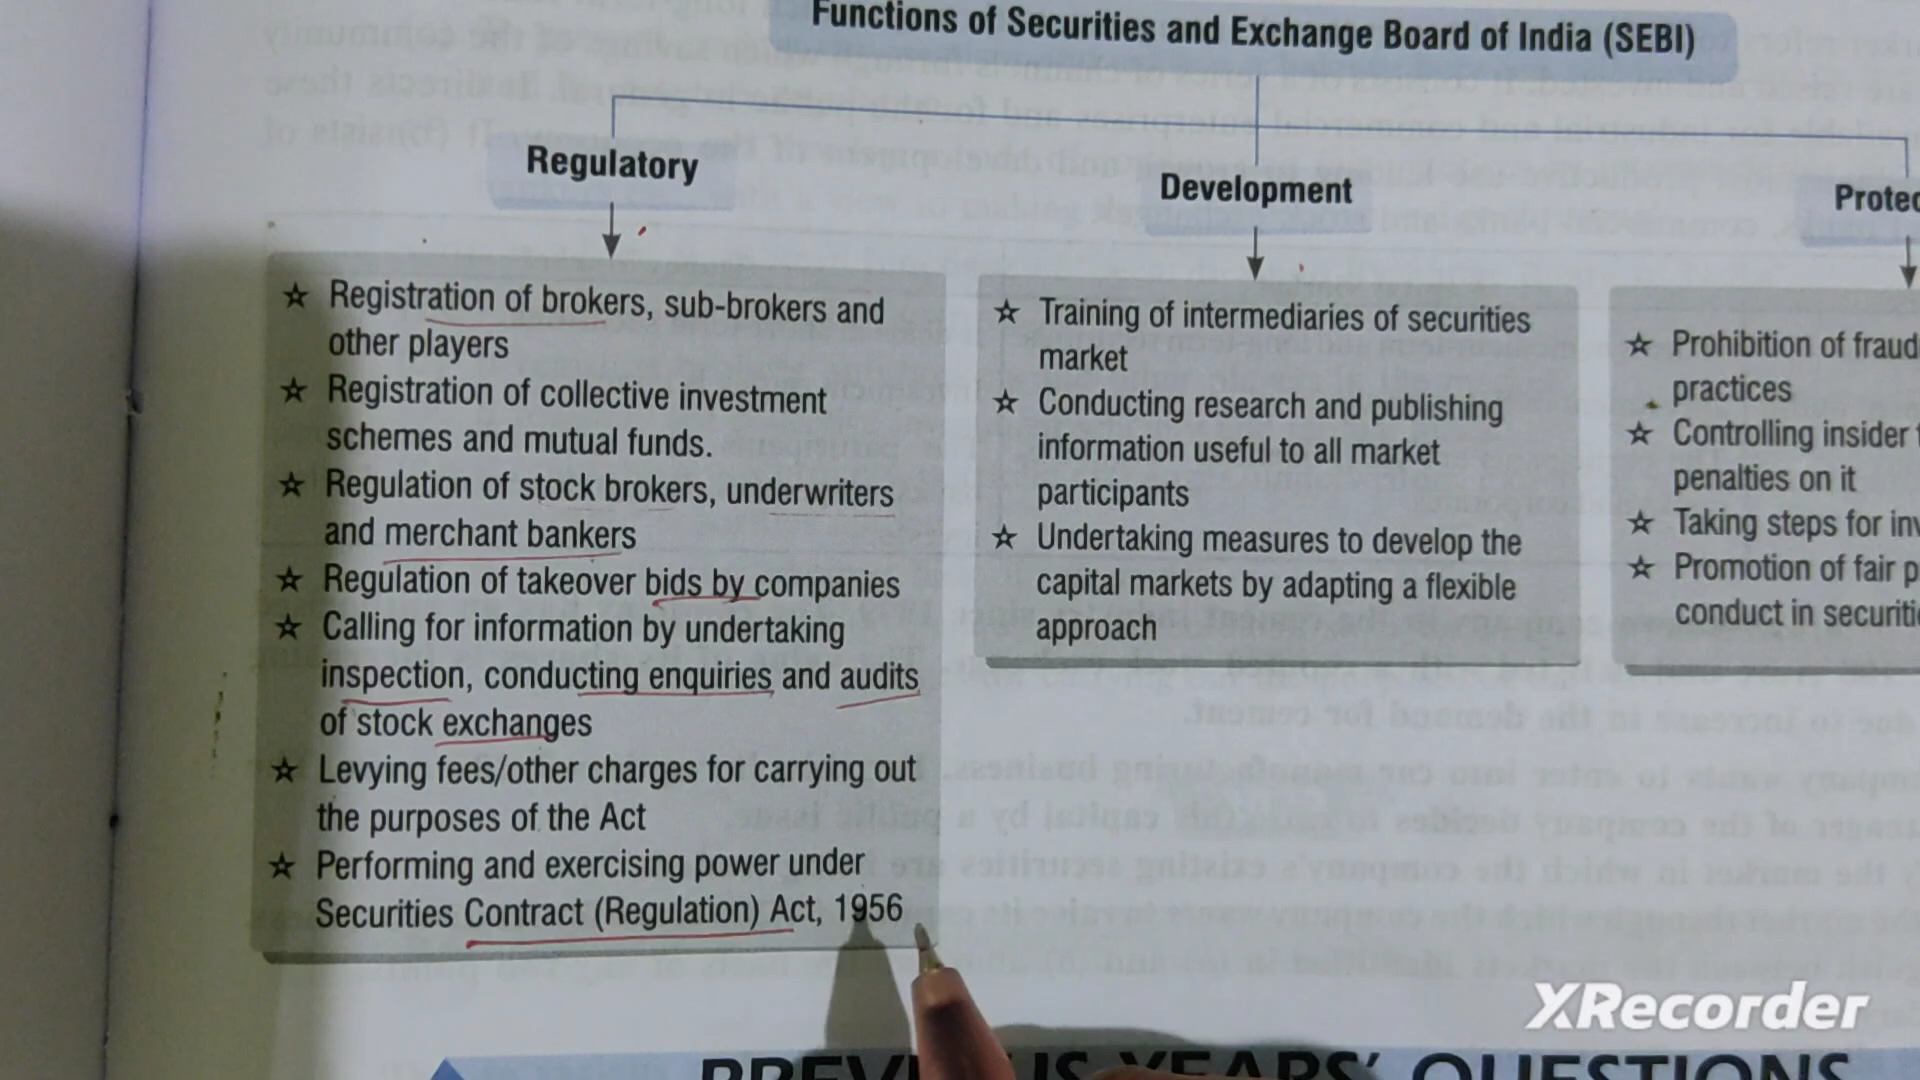 Functions of Securities and Exchange Board of India (SEBI)
Regulatory
☆ Registration of brokers, sub-brokers and
other players
☆ Registration of collective investment
schemes and mutual funds.
☆ Regulation of stock brokers, underwriters
and merchant bankers
☆ Regulation of takeover bids by companies
☆ Calling for information by undertaking
inspection, conducting enquiries and audits
of stock exchanges
☆ Levying fees/other charges for carrying out
the purposes of the Act
☆ Performing and exercising power under
Securities Contract (Regulation) Act, 1956
Development
☆ Training of intermediaries of securities
market
☆ Conducting research and publishing
information useful to all market
participants
☆ Undertaking measures to develop the
capital markets by adapting a flexible
approach
☆ Prohibition of
practices
☆ Controlling insider
penalties on it
☆ Taking steps for
☆ Promotion of fair
conduct in
YEARS' QUESTIONS
XRecorder